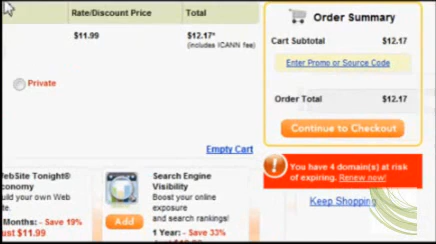 Rate/Discount Price Total
$11.99 $12.17*
(includes ICANN fee)
Private
Empty Cart
Order Summary
Cart Subtotal $12.17
Enter Promo or Source Code
Order Total $12.17
Continue to Checkout
You have 4 domain(s) at risk
of expiring. Renew now!
Keep Shopping
WebSite Tonight®
conomy
uild your own Web
ite.
Months: - Save 19%
ust $11.99
Add
Search Engine
Visibility
Boost your online
exposure
and search rankings!
1 Year: - Save 33%